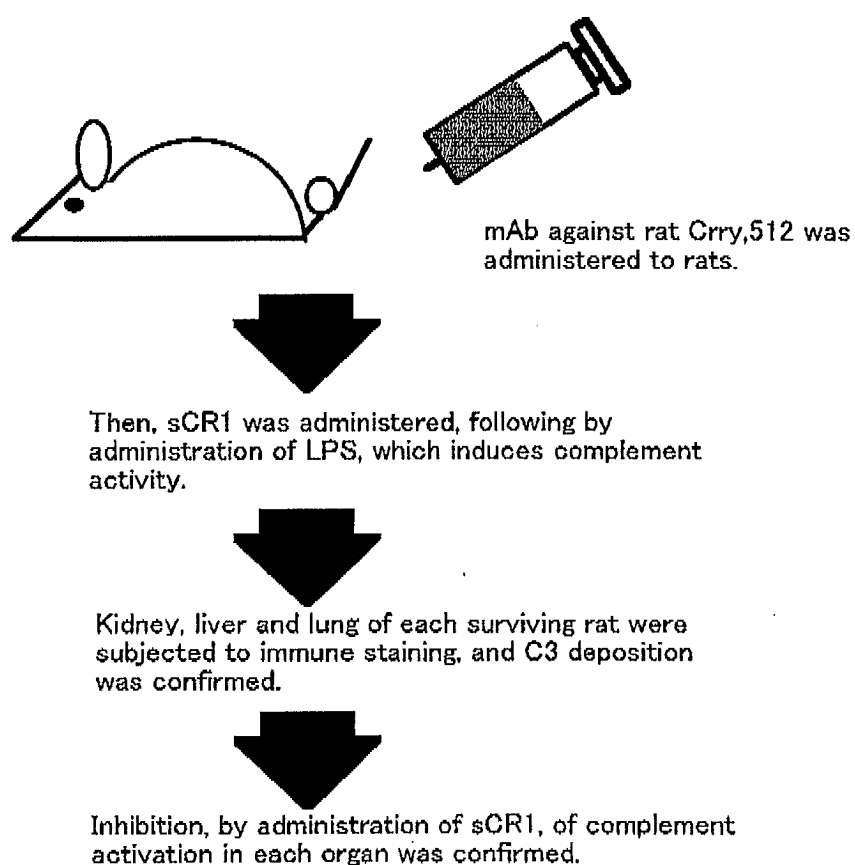 mAb against rat Crry,512 was
administered to rats.
Then, sCR1 was administered, following by
administration of LPS, which induces complement
activity.
Kidney, liver and lung of each surviving rat were
subjected to immune staining, and C3 deposition
was confirmed.
Inhibition, by administration of sCR1, of complement
activation in each organ was confirmed.